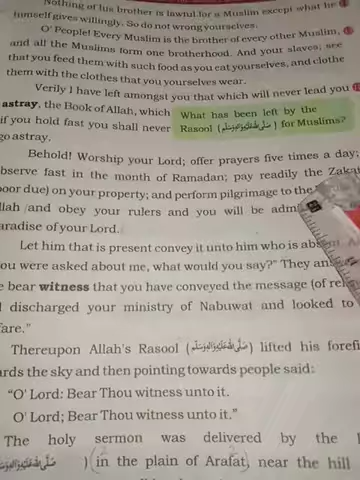 Nothing of his brother is lawful for a Muslim except what he
himself gives willingly. So do not wrong yourselves.
O' People! Every Muslim is the brother of every other Muslim,
and all the Muslims form one brotherhood. And your slaves; see
that you feed them with such food as you eat yourselves, and clothe
them with the clothes that you yourselves wear.
Verily I have left amongst you that which will never lead you
astray, the Book of Allah, which
if you hold fast you shall never
go astray.
What has been left by the
Rasool (صلى الله عليه وآله وسلم) for Muslims?
Behold! Worship your Lord; offer prayers five times a day;
observe fast in the month of Ramadan; pay readily the Zakat
poor due) on your property; and perform pilgrimage to the
llah and obey your rulers and you will be adm
aradise of your Lord.
Let him that is present convey it unto him who is absent.
ou were asked about me, what would you say?" They an
e bear witness that you have conveyed the message (of
discharged your ministry of Nabuwat and looked to
fare."
Thereupon Allah's Rasool (صلى الله عليه وآله وسلم) lifted his forefi
ards the sky and then pointing towards people said:
"O' Lord: Bear Thou witness unto it.
O' Lord; Bear Thou witness unto it."
The holy sermon was delivered by the
صلى الله عليه وآله وسلم) in the plain of Arafat, near the hill